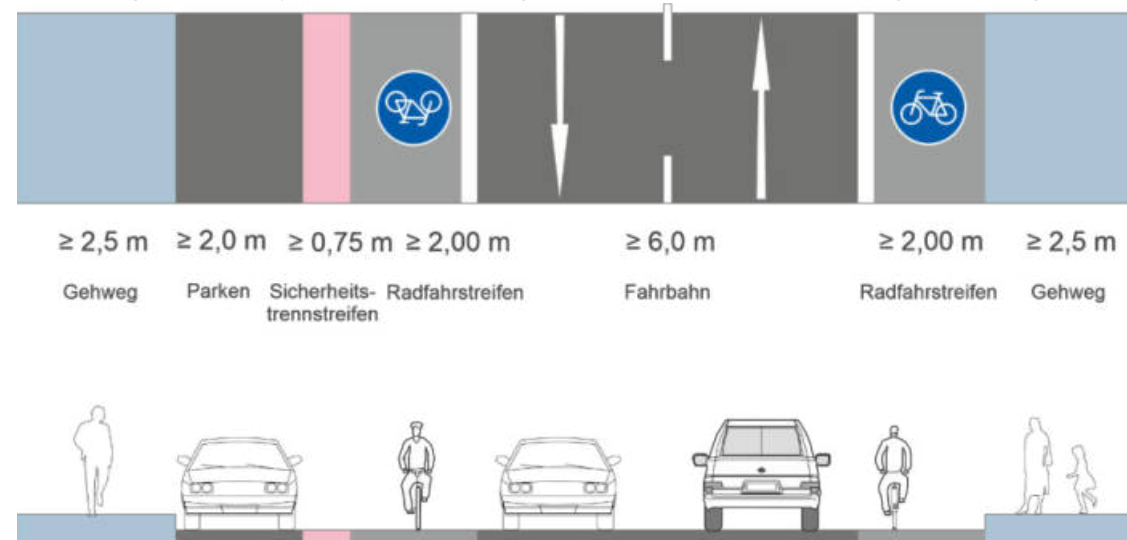 ≥ 2,5 m ≥ 2,0 m ≥ 0,75 m ≥ 2,00 m ≥ 6,0 m ≥ 2,00 m ≥ 2,5 m
Gehweg Parken Sicherheits- Radfahrstreifen Fahrbahn Radfahrstreifen Gehweg
trennstreifen